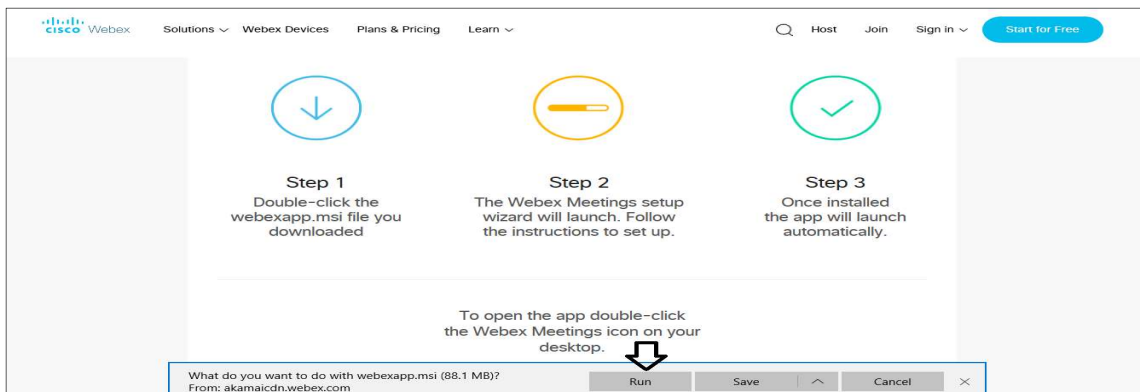 cisco Webex Solutions Webex Devices Plans & Pricing Learn Host Join Sign in Start for Free
Step 1
Double-click the
webexapp.msi file you
downloaded
Step 2
The Webex Meetings setup
wizard will launch. Follow
the instructions to set up.
Step 3
Once installed
the app will launch
automatically.
To open the app double-click
the Webex Meetings icon on your
desktop.
What do you want to do with webexapp.msi (88.1 MB)?
From: akamaicdn.webex.com
Run Save Cancel